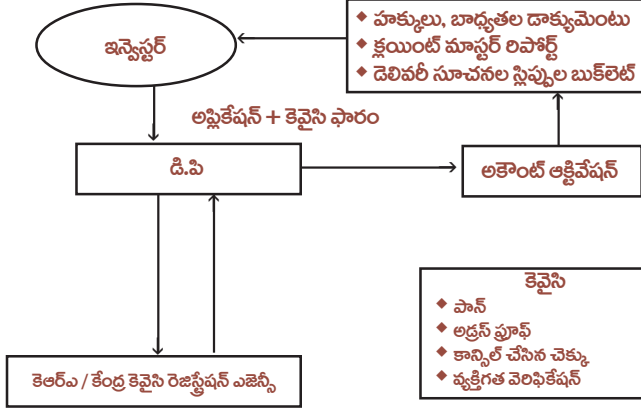 ఇన్వెస్టర్
◆ హక్కులు, బాధ్యతల డాక్యుమెంటు
◆ క్లయింట్ మాస్టర్ రిపోర్ట్
◆ డెలివరీ సూచనల స్లిప్పుల బుక్‌లెట్
అప్లికేషన్ + కెవైసి ఫారం
డి.పి
అకౌంట్ ఆక్టివేషన్
కెఆర్ఎ / కేంద్ర కెవైసి రెజిస్ట్రేషన్ ఎజెన్సీ
కెవైసి
◆ పాన్
◆ అడ్రస్ ప్రూఫ్
◆ కాన్సిల్ చేసిన చెక్కు
◆ వ్యక్తిగత వెరిఫికేషన్